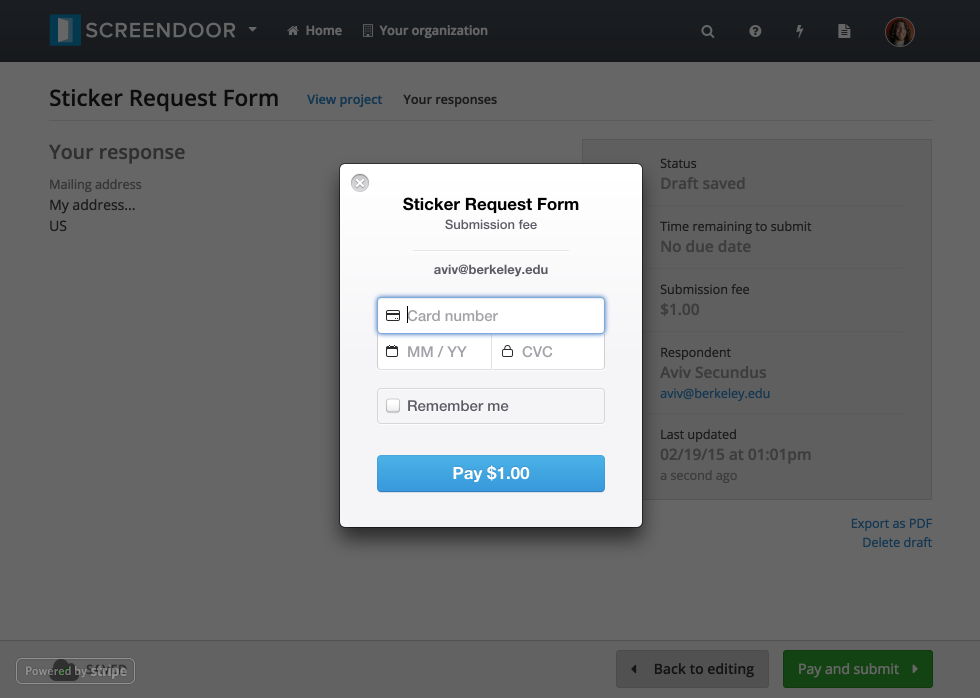 SCREENDOOR
Home
Your organization
Sticker Request Form
View project
Your responses
Your response
Mailing address
My address...
US
Sticker Request Form
Submission fee
aviv@berkeley.edu
Card number
MM / YY
CVC
Remember me
Pay $1.00
Status
Draft saved
Time remaining to submit
No due date
Submission fee
$1.00
Respondent
Aviv Secundus
aviv@berkeley.edu
Last updated
02/19/15 at 01:01pm
a second ago
Export as PDF
Delete draft
Powered by stripe
SAVED
Back to editing
Pay and submit